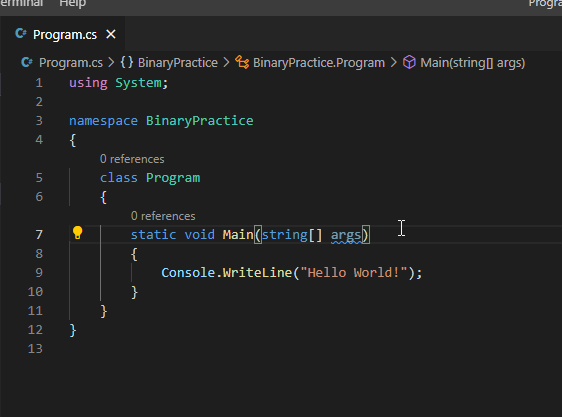 erminal Help Progra
Program.cs
Program.cs > {} BinaryPractice > BinaryPractice.Program > Main(string[] args)
1 using System;
2
3 namespace BinaryPractice
4 {
0 references
5 class Program
6 {
0 references
7 static void Main(string[] args)
8 {
9 Console.WriteLine("Hello World!");
10 }
11 }
12 }
13